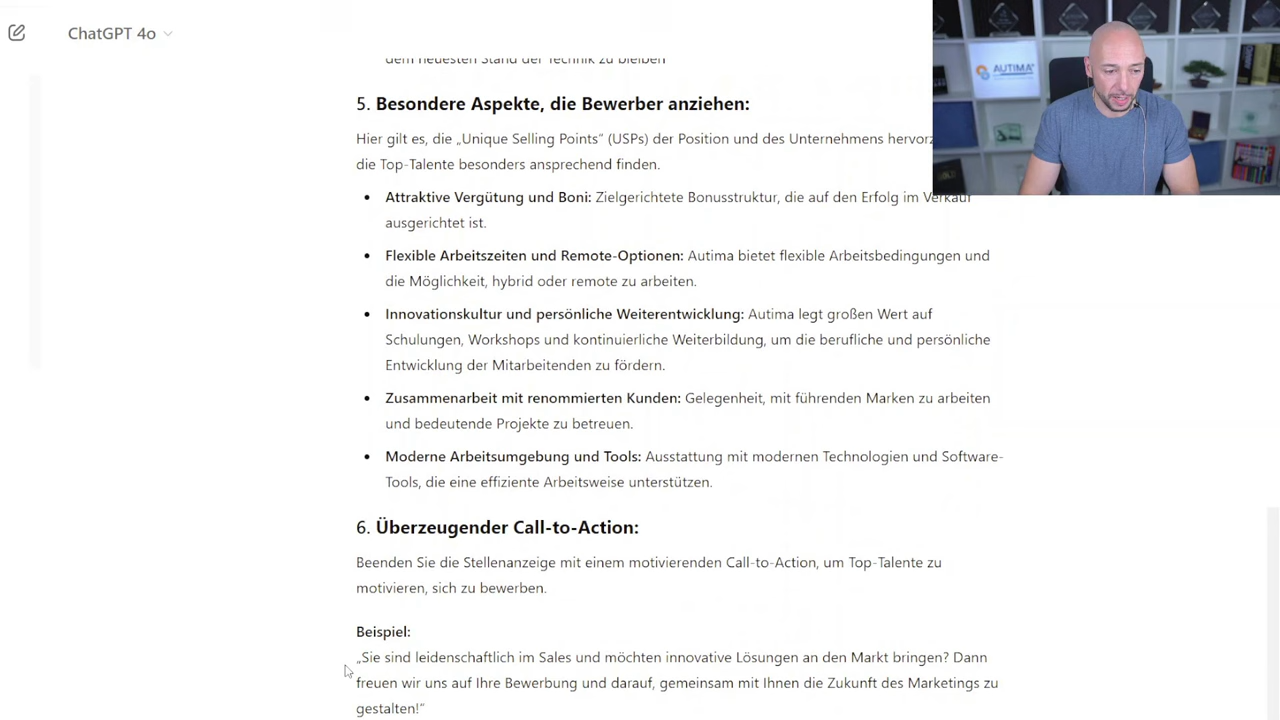 ChatGPT 4o
dem neuesten Stand der Technik zu bleiben
AUTIMA
5. Besondere Aspekte, die Bewerber anziehen:
Hier gilt es, die „Unique Selling Points“ (USPs) der Position und des Unternehmens hervorz
die Top-Talente besonders ansprechend finden.
• Attraktive Vergütung und Boni: Zielgerichtete Bonusstruktur, die auf den Erfolg im Verkauf
ausgerichtet ist.
• Flexible Arbeitszeiten und Remote-Optionen: Autima bietet flexible Arbeitsbedingungen und
die Möglichkeit, hybrid oder remote zu arbeiten.
• Innovationskultur und persönliche Weiterentwicklung: Autima legt großen Wert auf
Schulungen, Workshops und kontinuierliche Weiterbildung, um die berufliche und persönliche
Entwicklung der Mitarbeitenden zu fördern.
• Zusammenarbeit mit renommierten Kunden: Gelegenheit, mit führenden Marken zu arbeiten
und bedeutende Projekte zu betreuen.
• Moderne Arbeitsumgebung und Tools: Ausstattung mit modernen Technologien und Software-
Tools, die eine effiziente Arbeitsweise unterstützen.
6. Überzeugender Call-to-Action:
Beenden Sie die Stellenanzeige mit einem motivierenden Call-to-Action, um Top-Talente zu
motivieren, sich zu bewerben.
Beispiel:
„Sie sind leidenschaftlich im Sales und möchten innovative Lösungen an den Markt bringen? Dann
freuen wir uns auf Ihre Bewerbung und darauf, gemeinsam mit Ihnen die Zukunft des Marketings zu
gestalten!“